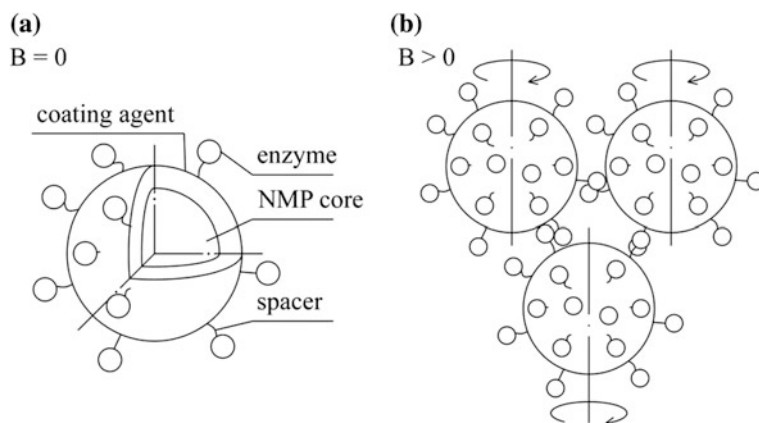 (a)
B = 0
coating agent
enzyme
NMP core
spacer
(b)
B > 0